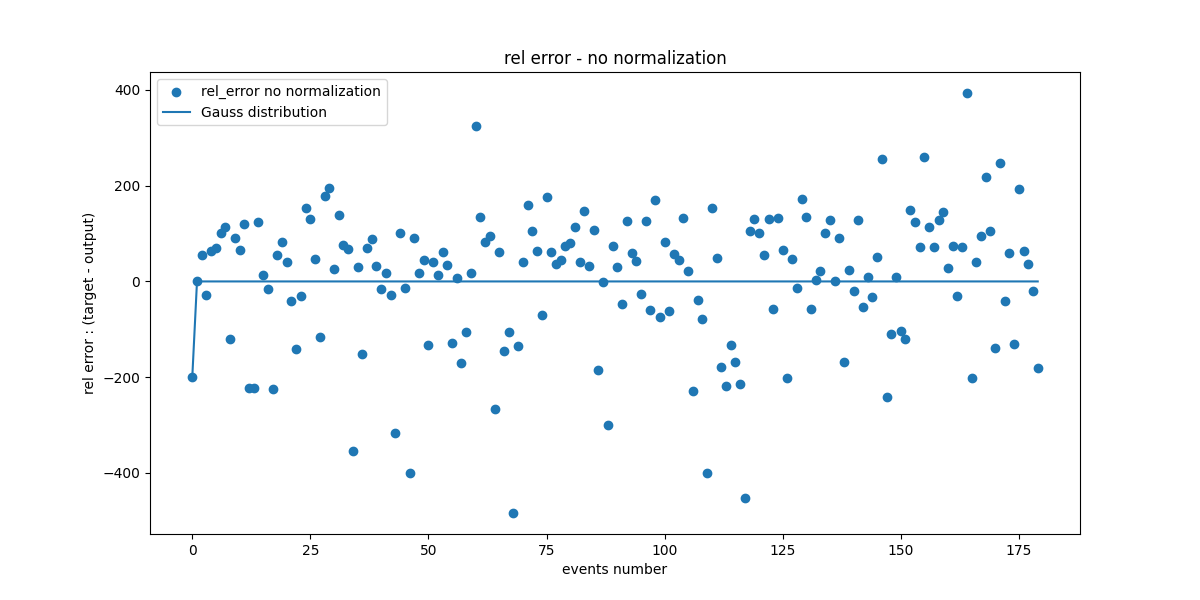 rel error - no normalization
rel_error no normalization
Gauss distribution
400
200
0
−200
−400
rel error : (target - output)
0 25 50 75 100 125 150 175
events number